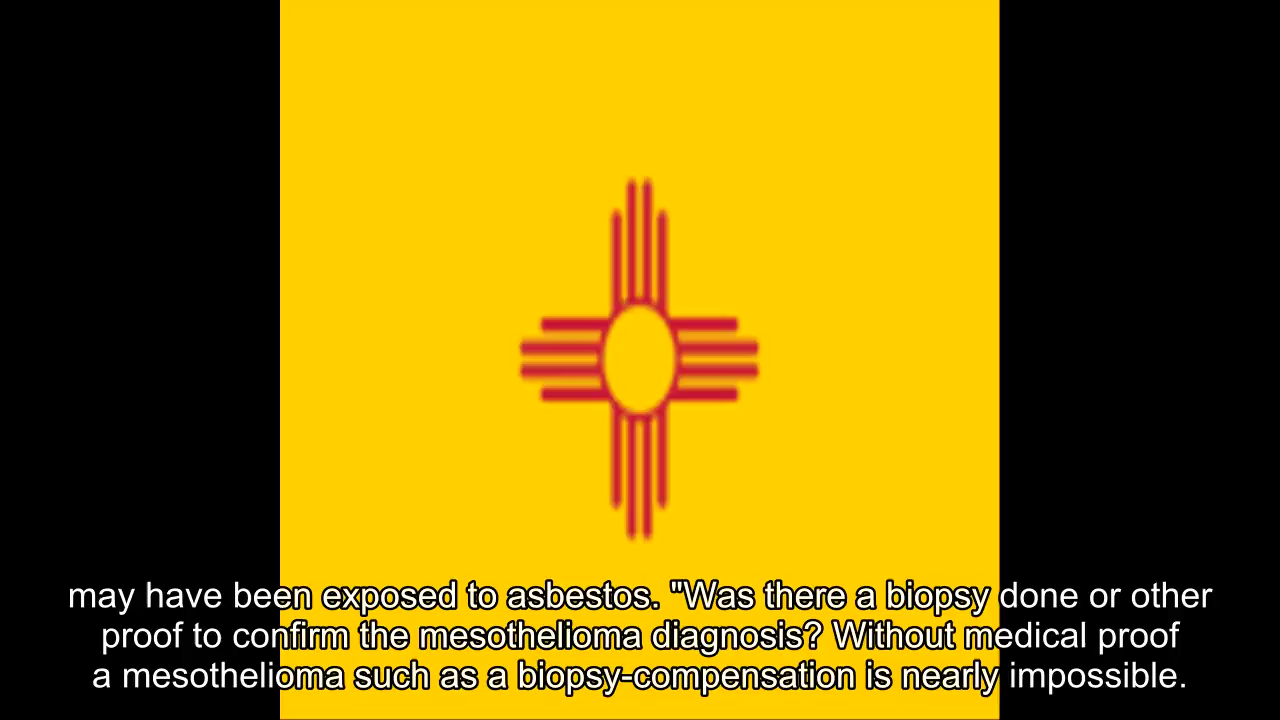 may have been exposed to asbestos. "Was there a biopsy done or other
proof to confirm the mesothelioma diagnosis? Without medical proof
a mesothelioma such as a biopsy-compensation is nearly impossible.